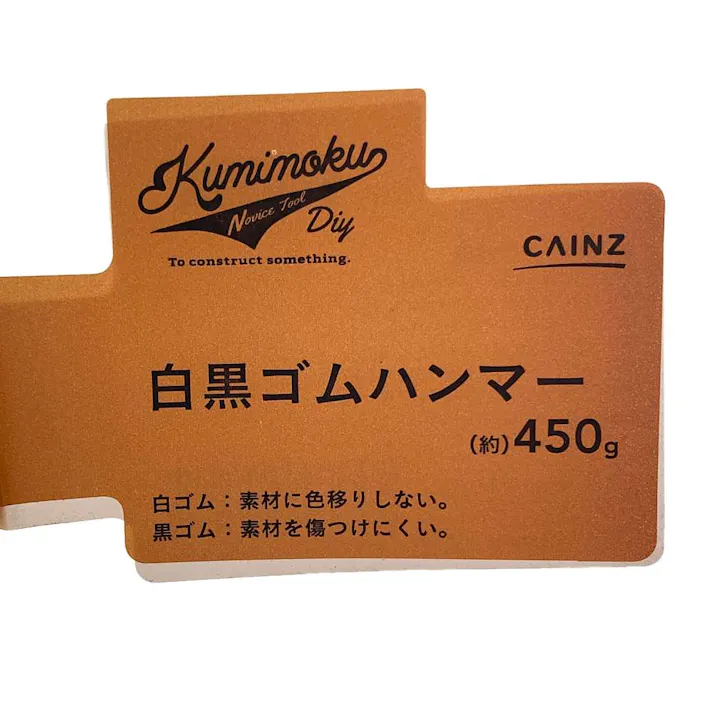 Kumimoku
Novice Tool
Diy
To construct something.
CAINZ
白黒ゴムハンマー
(約)450g
白ゴム：素材に色移りしない。
黒ゴム：素材を傷つけにくい。